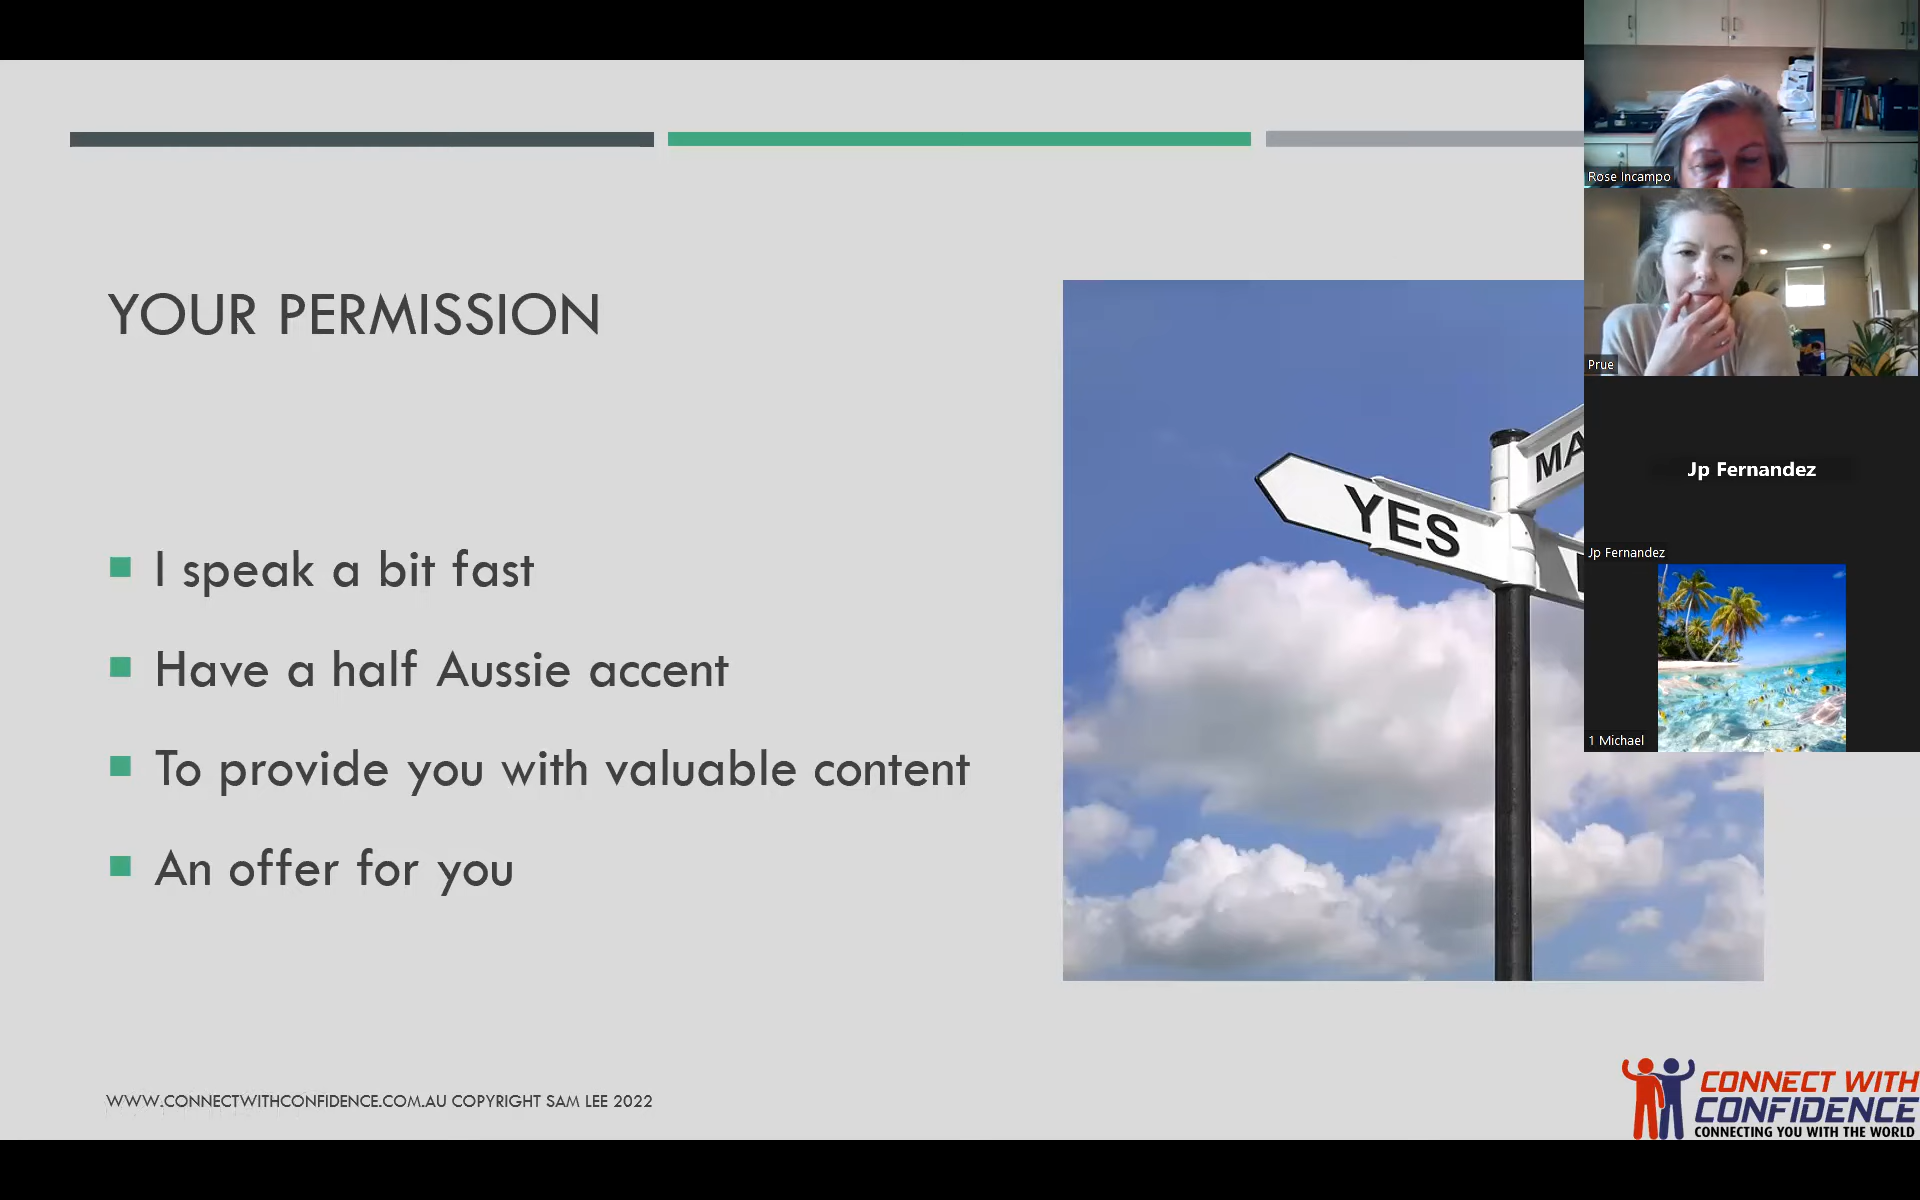 YOUR PERMISSION
I speak a bit fast
Have a half Aussie accent
To provide you with valuable content
An offer for you
YES
MA
WWW.CONNECTWITHCONFIDENCE.COM.AU COPYRIGHT SAM LEE 2022
Rose Incampo
Prue
Jp Fernandez
Jp Fernandez
1 Michael
CONNECT WITH
CONFIDENCE
CONNECTING YOU WITH THE WORLD